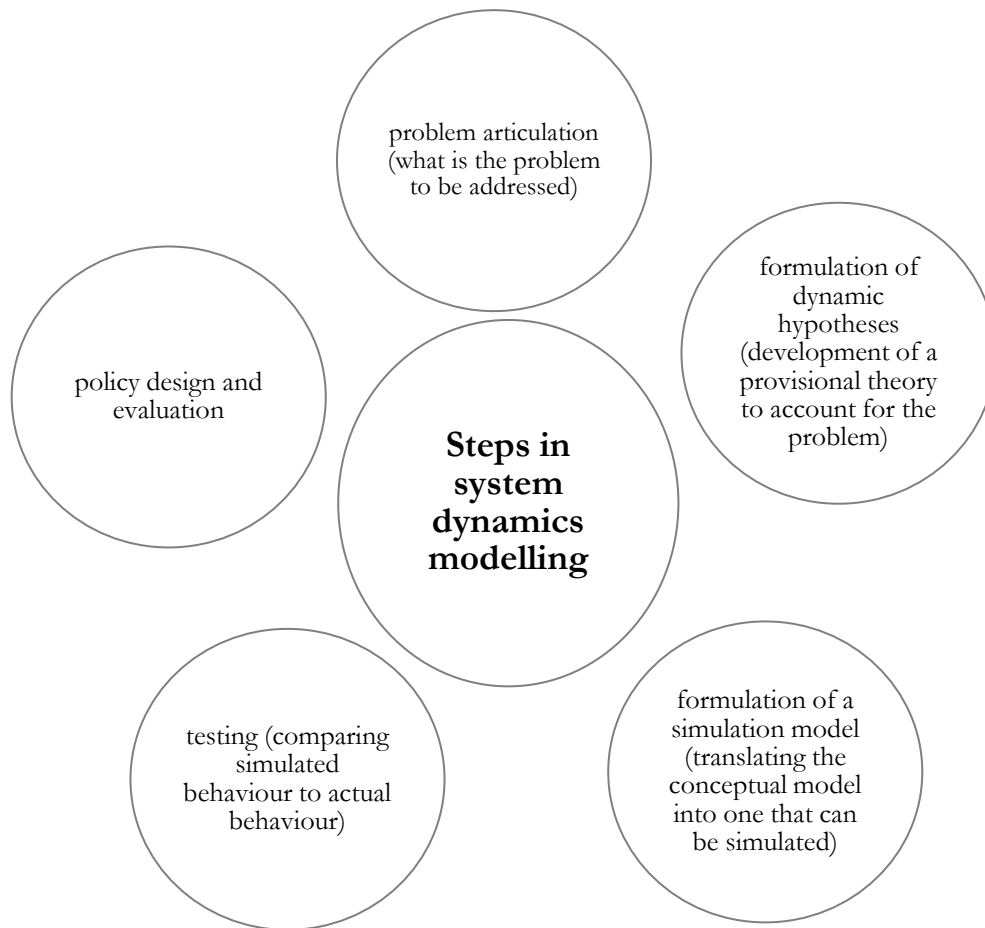 problem articulation
(what is the problem
to be addressed)
formulation of
dynamic
hypotheses
(development of a
provisional theory
to account for the
problem)
formulation of a
simulation model
(translating the
conceptual model
into one that can
be simulated)
testing (comparing
simulated
behaviour to actual
behaviour)
policy design and
evaluation
Steps in
system
dynamics
modelling